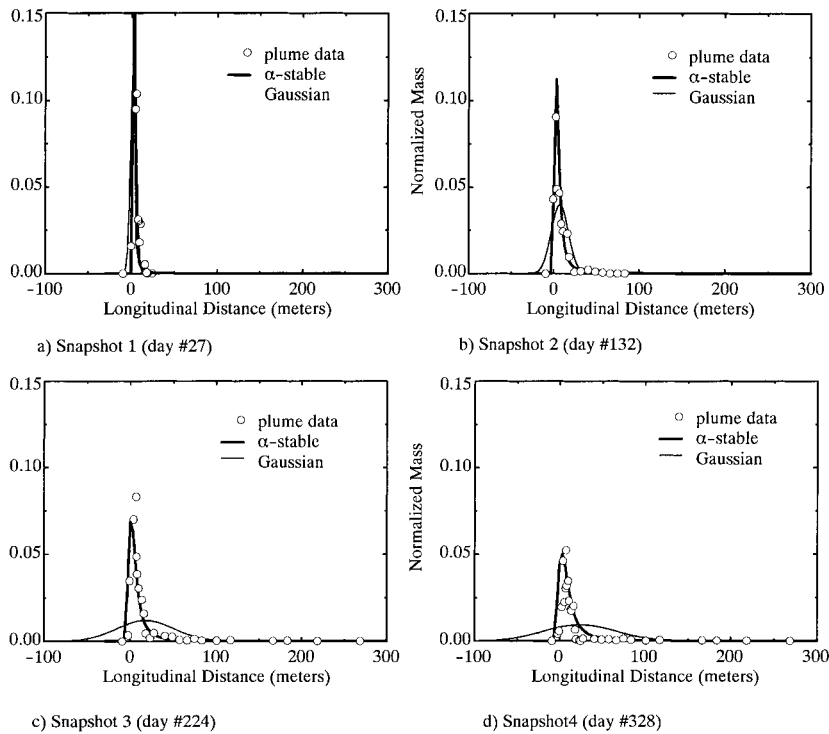 0.15
0.10
0.05
0.00
plume data
α-stable
Gaussian
-100 0 100 200 300
Longitudinal Distance (meters)
a) Snapshot 1 (day #27)
0.15
0.10
0.05
0.00
Normalized Mass
plume data
α-stable
Gaussian
-100 0 100 200 300
Longitudinal Distance (meters)
b) Snapshot 2 (day #132)
0.15
0.10
0.05
0.00
plume data
α-stable
Gaussian
-100 0 100 200 300
Longitudinal Distance (meters)
c) Snapshot 3 (day #224)
0.15
0.10
0.05
0.00
Normalized Mass
plume data
α-stable
Gaussian
-100 0 100 200 300
Longitudinal Distance (meters)
d) Snapshot4 (day #328)